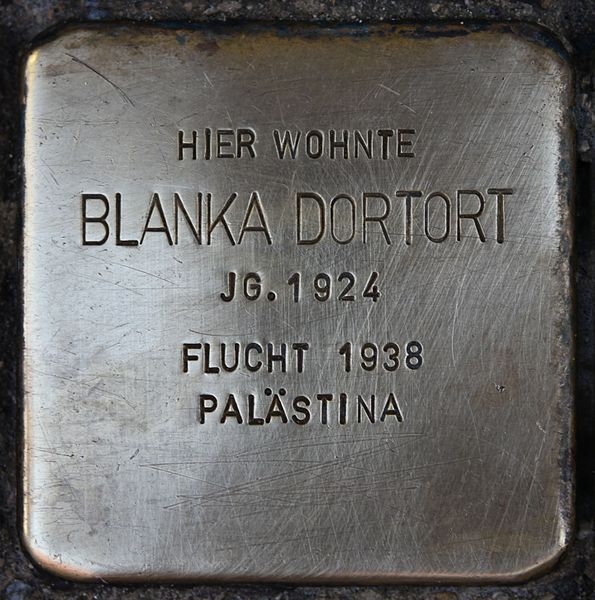 HIER WOHNTE
BLANKA DORTORT
JG. 1924
FLUCHT 1938
PALÄSTINA